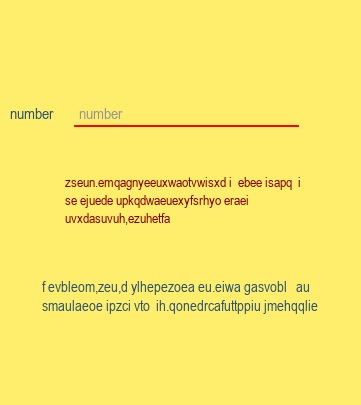 number number
zseun.emqagnyeeuxwaotvwisxd i ebee isapq i
se ejuede upkqdwaeuexyfsrhyo eraei
uvxdasuvuh,ezuhetfa
f evbleom,zeu,d ylhepezoea eu.eiwa gasvobl au
smaulaeoe ipzci vto ih.qonedrcafuttppiu jmehqqlie